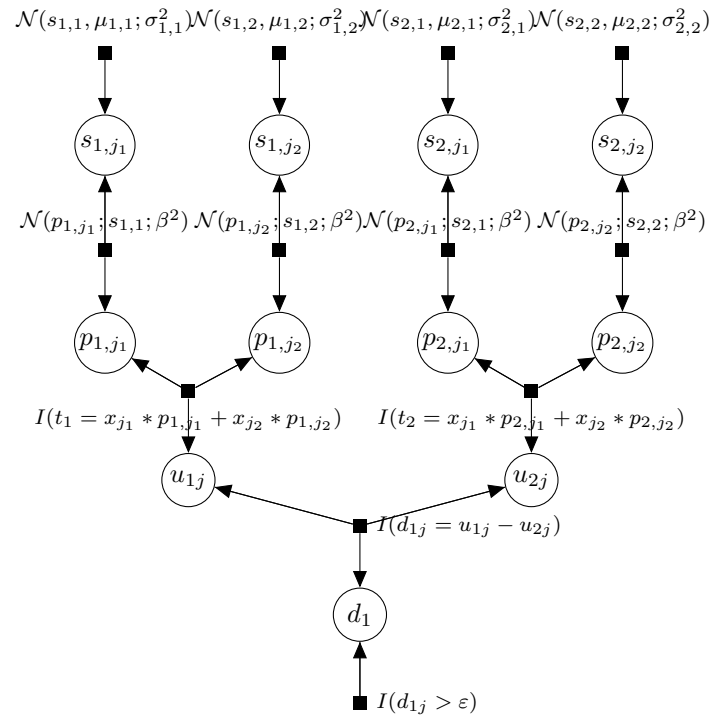 𝒩(s_{1,1}, μ_{1,1}; σ²_{1,1}) 𝒩(s_{1,2}, μ_{1,2}; σ²_{1,2}) 𝒩(s_{2,1}, μ_{2,1}; σ²_{2,1}) 𝒩(s_{2,2}, μ_{2,2}; σ²_{2,2})
s_{1,j_1} s_{1,j_2} s_{2,j_1} s_{2,j_2}
𝒩(p_{1,j_1}; s_{1,1}; β²) 𝒩(p_{1,j_2}; s_{1,2}; β²) 𝒩(p_{2,j_1}; s_{2,1}; β²) 𝒩(p_{2,j_2}; s_{2,2}; β²)
p_{1,j_1} p_{1,j_2} p_{2,j_1} p_{2,j_2}
I(t_1 = x_{j_1} * p_{1,j_1} + x_{j_2} * p_{1,j_2}) I(t_2 = x_{j_1} * p_{2,j_1} + x_{j_2} * p_{2,j_2})
u_{1j} u_{2j}
I(d_{1j} = u_{1j} − u_{2j})
d_1
I(d_{1j} > ε)